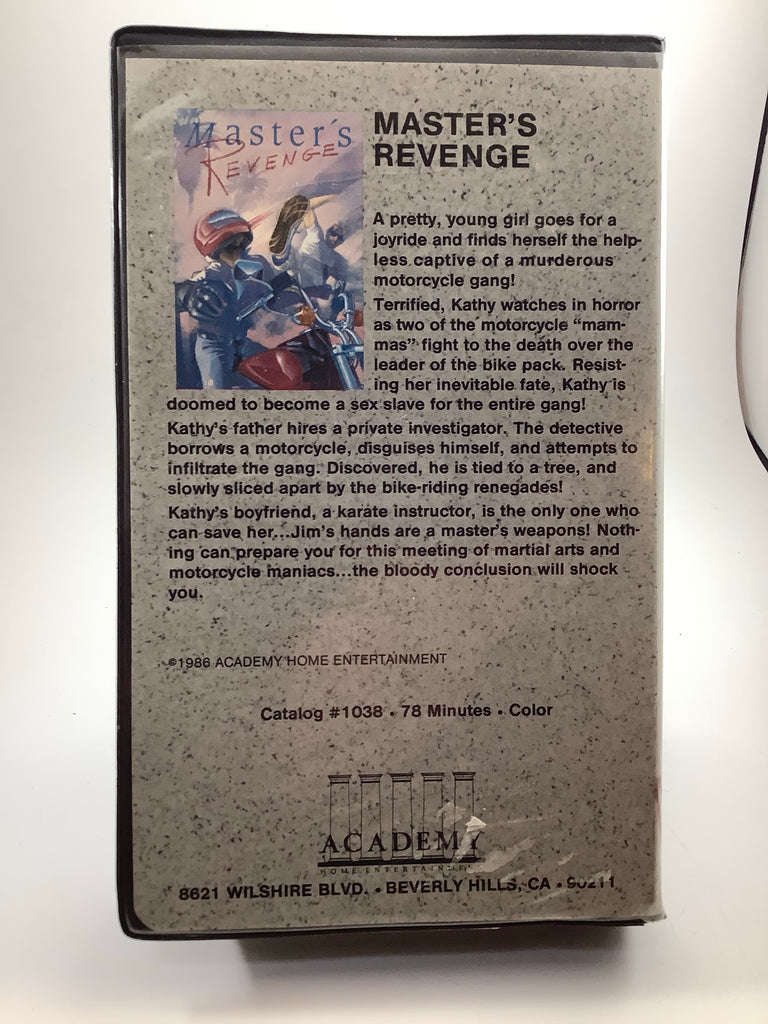 Master's
REVENGE
MASTER'S
REVENGE
A pretty, young girl goes for a
joyride and finds herself the help-
less captive of a murderous
motorcycle gang!
Terrified, Kathy watches in horror
as two of the motorcycle “mam-
mas” fight to the death over the
leader of the bike pack. Resist-
ing her inevitable fate, Kathy is
doomed to become a sex slave for the entire gang!
Kathy's father hires a private investigator. The detective
borrows a motorcycle, disguises himself, and attempts to
infiltrate the gang. Discovered, he is tied to a tree, and
slowly sliced apart by the bike-riding renegades!
Kathy's boyfriend, a karate instructor, is the only one who
can save her...Jim's hands are a master's weapons! Noth-
ing can prepare you for this meeting of martial arts and
motorcycle maniacs...the bloody conclusion will shock
you.
©1986 ACADEMY HOME ENTERTAINMENT
Catalog #1038 • 78 Minutes • Color
ACADEMY
HOME ENTERTAINMENT
8621 WILSHIRE BLVD. • BEVERLY HILLS, CA • 90211